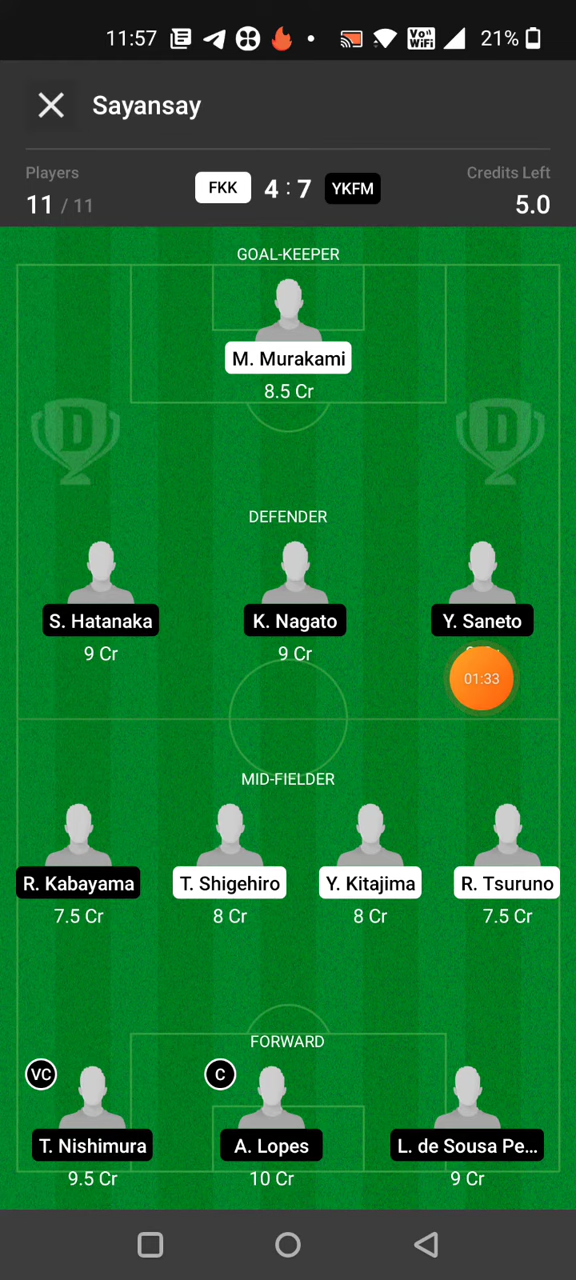 11:57
Vo
WiFi
21%
Sayansay
Players
Credits Left
FKK 4 : 7 YKFM
11 / 11
5.0
GOAL-KEEPER
M. Murakami
8.5 Cr
D
D
DEFENDER
S. Hatanaka
K. Nagato
Y. Saneto
9 Cr
9 Cr
01:33
MID-FIELDER
R. Kabayama
T. Shigehiro
Y. Kitajima
R. Tsuruno
7.5 Cr
8 Cr
8 Cr
7.5 Cr
FORWARD
VC
C
T. Nishimura
A. Lopes
L. de Sousa Pe...
9.5 Cr
10 Cr
9 Cr